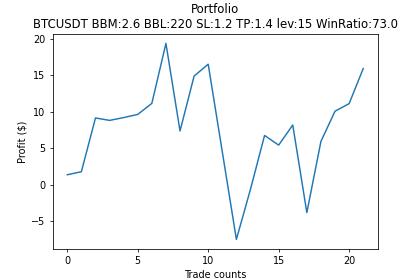 Portfolio
BTCUSDT BBM:2.6 BBL:220 SL:1.2 TP:1.4 lev:15 WinRatio:73.0
20
15
10
5
0
−5
Profit ($)
0
5
10
15
20
Trade counts